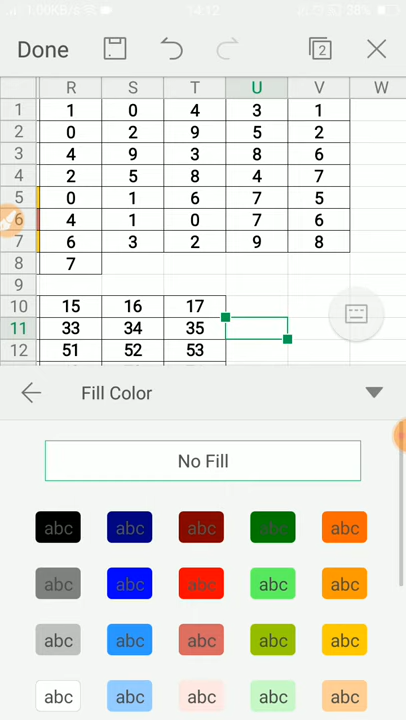 1.00KB/s 14:12 38%
Done 2
R S T U V W
1 1 0 4 3 1
2 0 2 9 5 2
3 4 9 3 8 6
4 2 5 8 4 7
5 0 1 6 7 5
6 4 1 0 7 6
7 6 3 2 9 8
8 7
9
10 15 16 17
11 33 34 35
12 51 52 53
Fill Color
No Fill
abc abc abc abc abc
abc abc abc abc abc
abc abc abc abc abc
abc abc abc abc abc